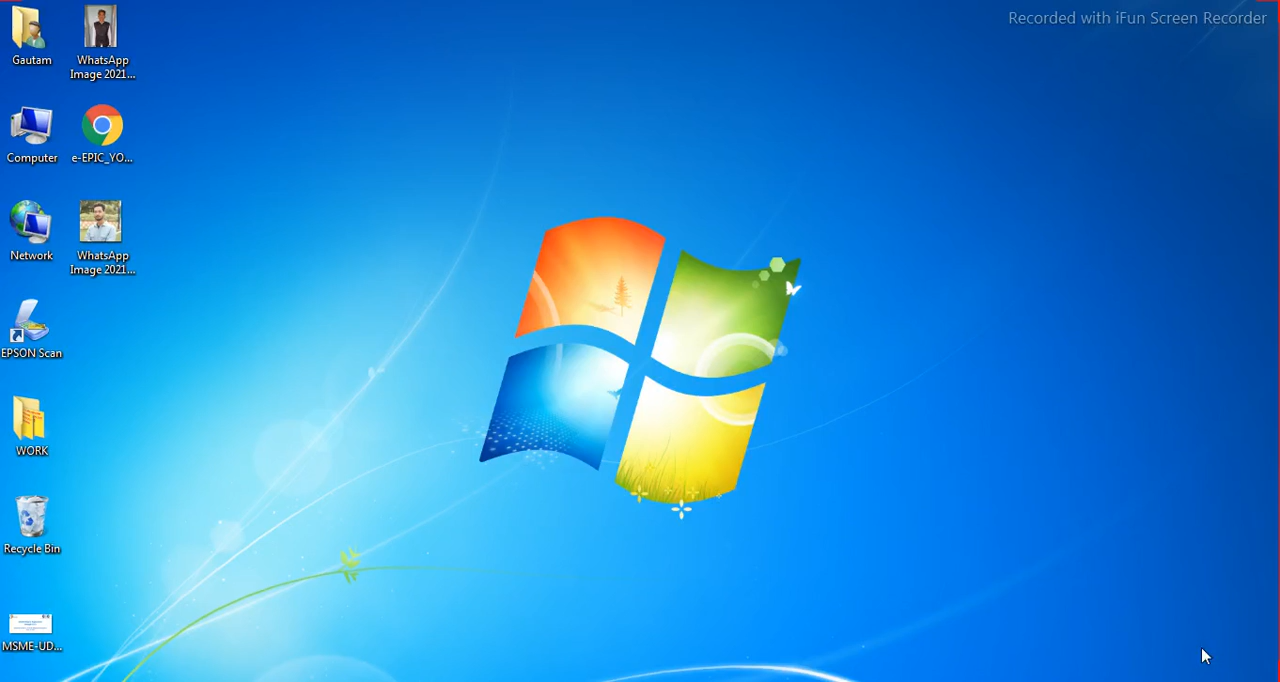 Recorded with iFun Screen Recorder
Gautam
WhatsApp
Image 2021...
Computer
e-EPIC_YO...
Network
WhatsApp
Image 2021...
EPSON Scan
WORK
Recycle Bin
MSME-UD...